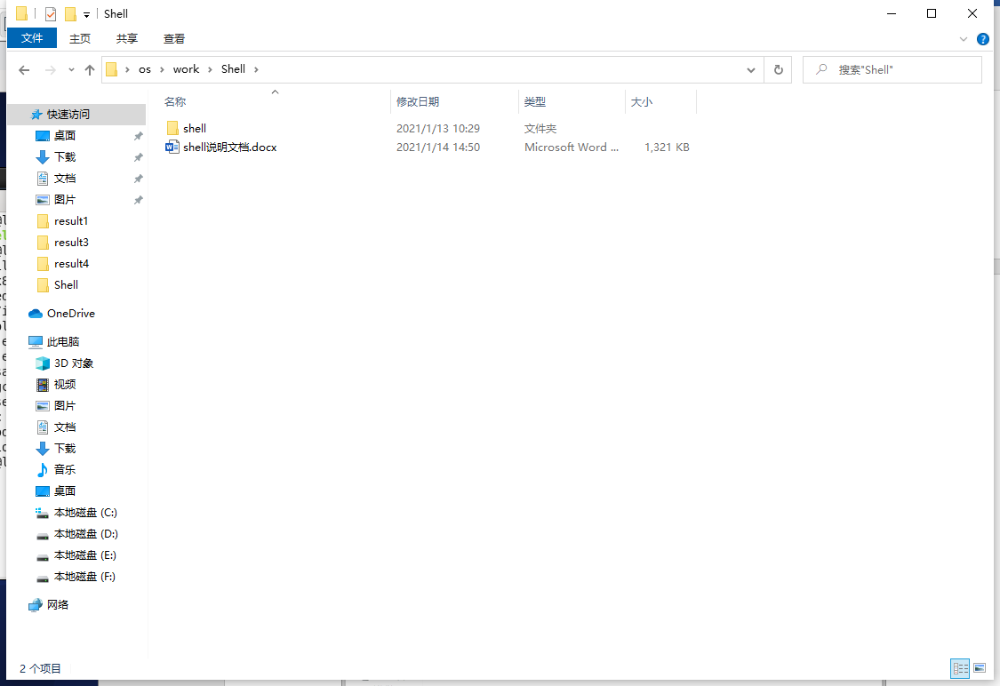 Shell
文件 主页 共享 查看
os work Shell 搜索"Shell"
名称 修改日期 类型 大小
shell 2021/1/13 10:29 文件夹
shell说明文档.docx 2021/1/14 14:50 Microsoft Word ... 1,321 KB
快速访问
桌面
下载
文档
图片
result1
result3
result4
Shell
OneDrive
此电脑
3D 对象
视频
图片
文档
下载
音乐
桌面
本地磁盘 (C:)
本地磁盘 (D:)
本地磁盘 (E:)
本地磁盘 (F:)
网络
2 个项目